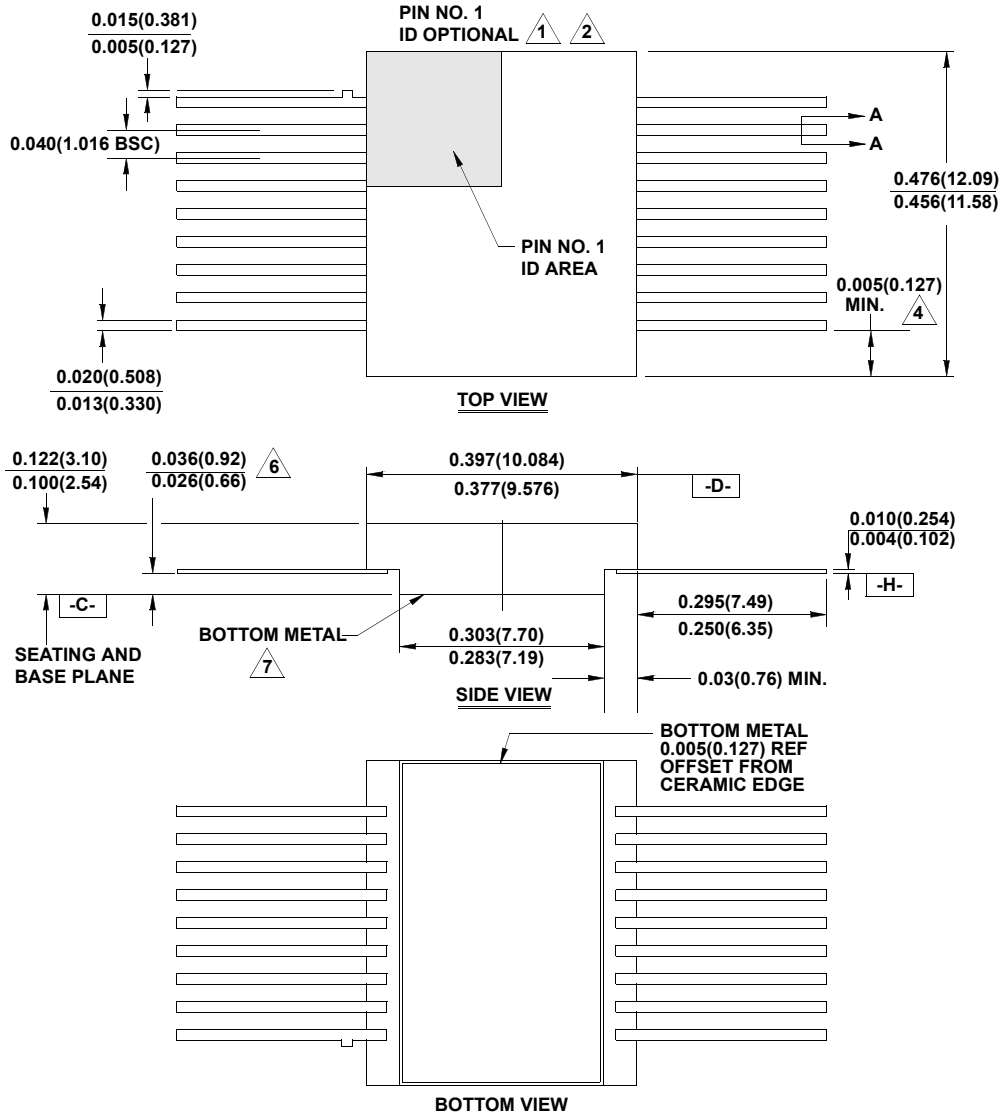 0.015(0.381)
0.005(0.127)
PIN NO. 1
ID OPTIONAL
1
2
0.040(1.016 BSC)
A
A
0.476(12.09)
0.456(11.58)
PIN NO. 1
ID AREA
0.005(0.127)
MIN.
4
0.020(0.508)
0.013(0.330)
TOP VIEW
0.122(3.10)
0.100(2.54)
0.036(0.92)
0.026(0.66)
6
0.397(10.084)
0.377(9.576)
-D-
0.010(0.254)
0.004(0.102)
-H-
-C-
SEATING AND
BASE PLANE
BOTTOM METAL
7
0.303(7.70)
0.283(7.19)
0.295(7.49)
0.250(6.35)
0.03(0.76) MIN.
SIDE VIEW
BOTTOM METAL
0.005(0.127) REF
OFFSET FROM
CERAMIC EDGE
BOTTOM VIEW